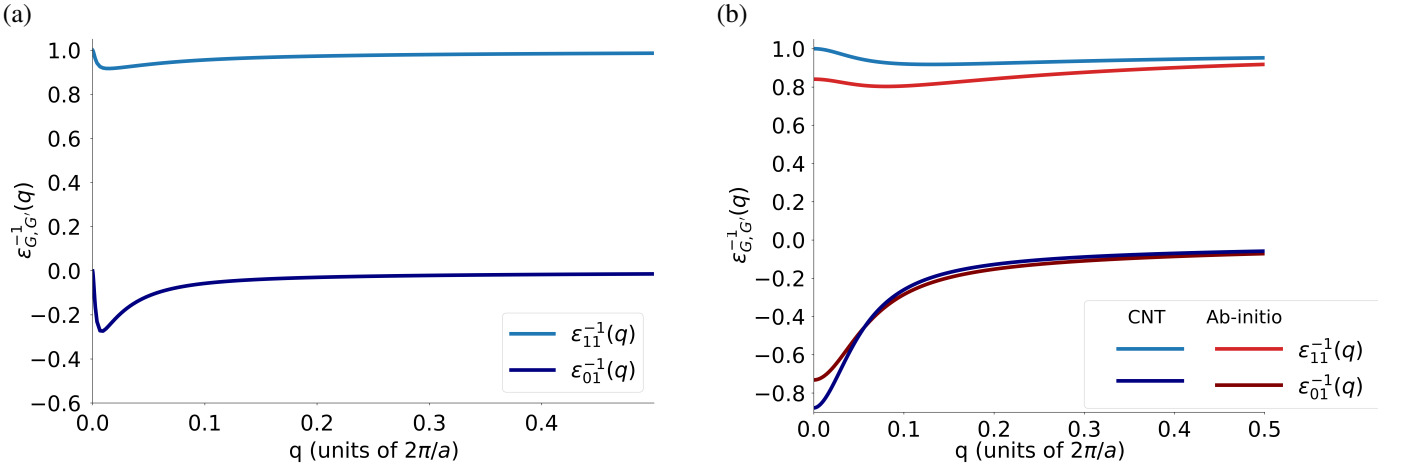 (a)
1.0
0.8
0.6
0.4
0.2
0.0
−0.2
−0.4
−0.6
ε⁻¹G,G′(q)
0.0 0.1 0.2 0.3 0.4
q (units of 2π/a)
ε⁻¹₁₁(q)
ε⁻¹₀₁(q)
(b)
1.0
0.8
0.6
0.4
0.2
0.0
−0.2
−0.4
−0.6
−0.8
ε⁻¹G,G′(q)
0.0 0.1 0.2 0.3 0.4 0.5
q (units of 2π/a)
CNT Ab-initio
ε⁻¹₁₁(q)
ε⁻¹₀₁(q)